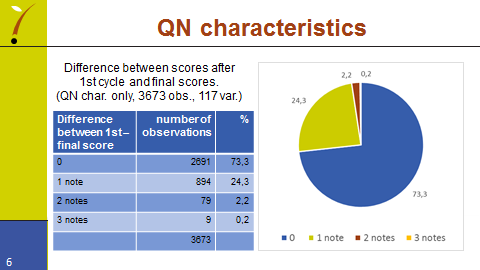 QN characteristics
Difference between scores after
1st cycle and final scores.
(QN char. only, 3673 obs., 117 var.)
Difference between 1st – final score number of observations %
0 2691 73,3
1 note 894 24,3
2 notes 79 2,2
3 notes 9 0,2
3673
2,2 0,2
24,3
73,3
0 1 note 2 notes 3 notes
6